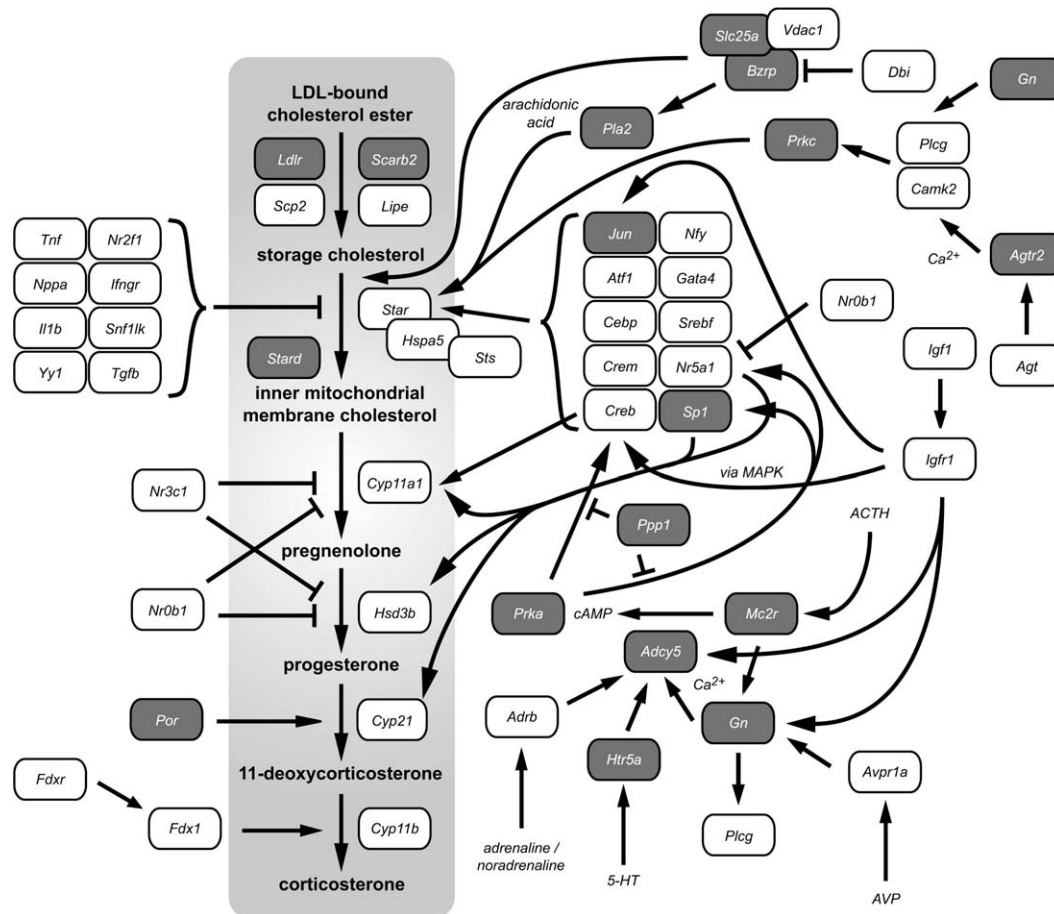 Slc25a
Vdac1
Bzrp
Dbi
Gn
LDL-bound
cholesterol ester
arachidonic
acid
Pla2
Prkc
Plcg
Camk2
Ldlr
Scarb2
Scp2
Lipe
Ca2+
Agtr2
Tnf
Nr2f1
Nppa
Ifngr
Il1b
Snf1lk
Yy1
Tgfb
storage cholesterol
Star
Hspa5
Sts
Stard
Jun
Nfy
Atf1
Gata4
Cebp
Srebf
Crem
Nr5a1
Creb
Sp1
Nr0b1
Igf1
Agt
inner mitochondrial
membrane cholesterol
Igfr1
via MAPK
Nr3c1
Cyp11a1
Ppp1
ACTH
pregnenolone
Nr0b1
Hsd3b
Prka
cAMP
Mc2r
progesterone
Adcy5
Ca2+
Por
Cyp21
Adrb
Htr5a
Gn
Avpr1a
11-deoxycorticosterone
Fdxr
Fdx1
Cyp11b
Plcg
adrenaline /
noradrenaline
5-HT
AVP
corticosterone